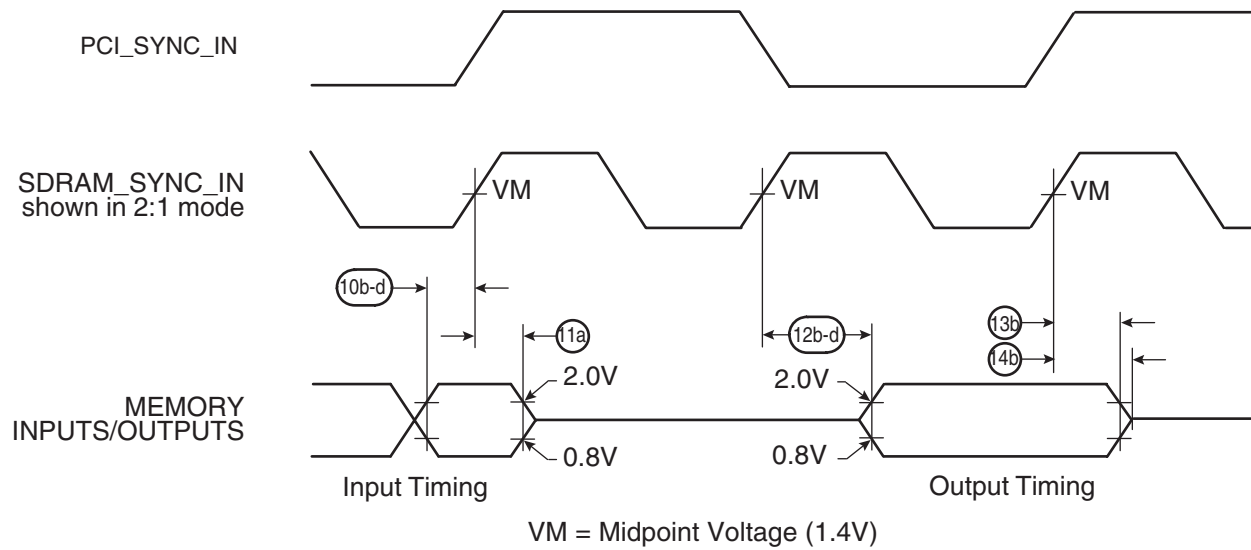 PCI_SYNC_IN
SDRAM_SYNC_IN
shown in 2:1 mode
VM
VM
VM
10b-d
11a
12b-d
13b
14b
MEMORY
INPUTS/OUTPUTS
2.0V
0.8V
2.0V
0.8V
Input Timing
Output Timing
VM = Midpoint Voltage (1.4V)